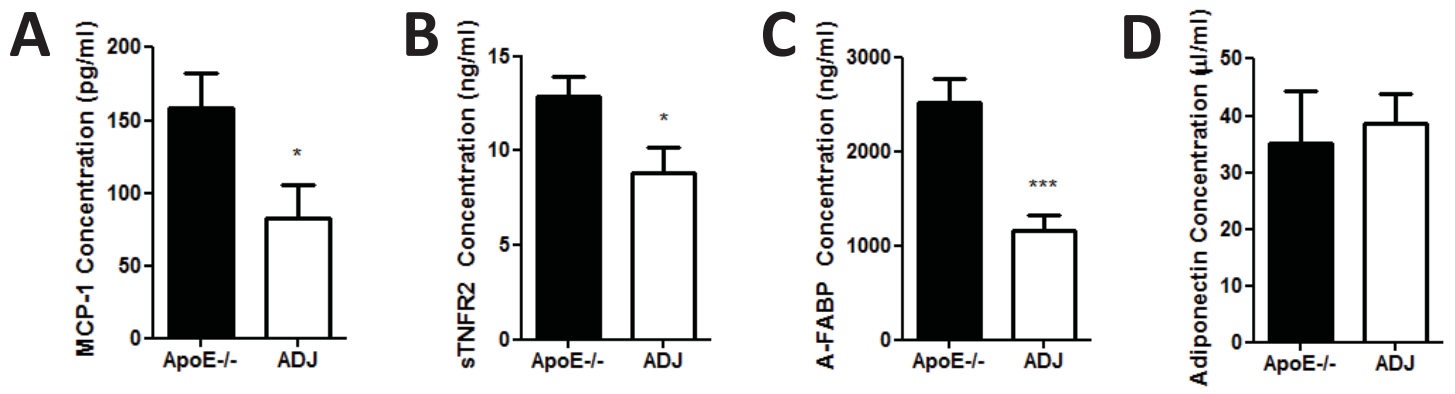 A
MCP-1 Concentration (pg/ml)
200
150
100
50
0
*
ApoE-/-
ADJ
B
sTNFR2 Concentration (ng/ml)
15
10
5
0
*
ApoE-/-
ADJ
C
A-FABP Concentration (ng/ml)
3000
2000
1000
0
***
ApoE-/-
ADJ
D
Adiponectin Concentration (µl/ml)
50
40
30
20
10
0
ApoE-/-
ADJ